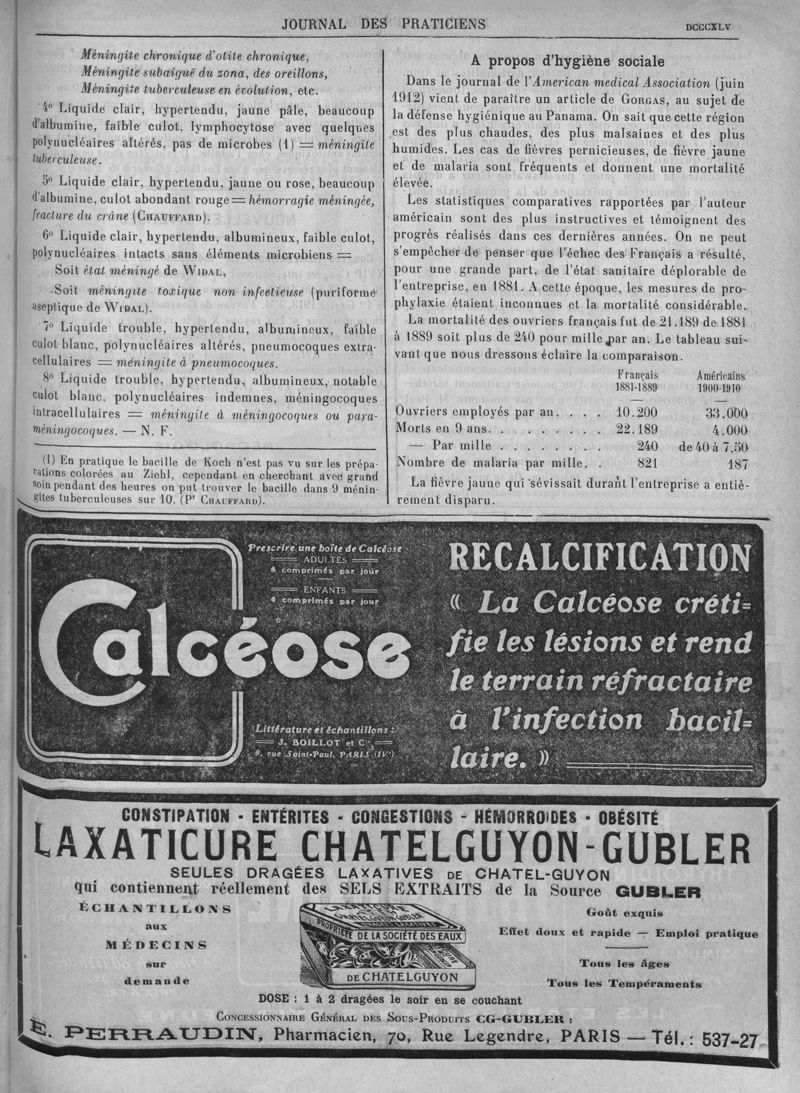 JOURNAL DES PRATICIENS
DCCCXLV
Méningite chronique d'otite chronique,
Méningite subaiguë du zona, des oreillons,
Méningite tuberculeuse en évolution, etc.
4º Liquide clair, hypertendu, jaune pâle, beaucoup
d'albumine, faible culot, lymphocytose avec quelques
polynucléaires altérés, pas de microbes (1) = méningite
tuberculeuse.
5º Liquide clair, hypertendu, jaune ou rose, beaucoup
d'albumine, culot abondant rouge = hémorragie méningée,
fracture du crâne (CHAUFFARD).
6º Liquide clair, hypertendu, albumineux, faible culot,
polynucléaires intacts sans éléments microbiens =
Soit état méningé de WIDAL,
Soit méningite toxique non infectieuse (puriforme
aseptique de WIDAL).
7º Liquide trouble, hypertendu, albumineux, faible
culot blanc, polynucléaires altérés, pneumocoques extra-
cellulaires = méningite à pneumocoques.
8º Liquide trouble, hypertendu, albumineux, notable
culot blanc, polynucléaires indemnes, méningocoques
intracellulaires = méningite à méningocoques ou para-
méningocoques. — N. F.
(1) En pratique le bacille de Koch n'est pas vu sur les prépa-
rations colorées au Ziehl, cependant en cherchant avec grand
soin pendant des heures on put trouver le bacille dans 9 ménin-
gites tuberculeuses sur 10. (Pr CHAUFFARD).
A propos d'hygiène sociale
Dans le journal de l'American medical Association (juin
1912) vient de paraître un article de GORGAS, au sujet de
la défense hygiénique au Panama. On sait que cette région
est des plus chaudes, des plus malsaines et des plus
humides. Les cas de fièvres pernicieuses, de fièvre jaune
et de malaria sont fréquents et donnent une mortalité
élevée.
Les statistiques comparatives rapportées par l'auteur
américain sont des plus instructives et témoignent des
progrès réalisés dans ces dernières années. On ne peut
s'empêcher de penser que l'échec des Français a résulté,
pour une grande part, de l'état sanitaire déplorable de
l'entreprise, en 1881. A cette époque, les mesures de pro-
phylaxie étaient inconnues et la mortalité considérable.
La mortalité des ouvriers français fut de 21.189 de 1881
à 1889 soit plus de 240 pour mille par an. Le tableau sui-
vant que nous dressons éclaire la comparaison.
Français Américains
1881-1889 1900-1910
Ouvriers employés par an. . . . 10.200 33.000
Morts en 9 ans. . . . . . . . . 22.189 4.000
— Par mille . . . . . . . 240 de 40 à 7,50
Nombre de malaria par mille. . 821 187
La fièvre jaune qui sévissait durant l'entreprise a entiè-
rement disparu.
Calcéose
Prescrire une boîte de Calcéose
ADULTES
6 comprimés par jour
ENFANTS
4 comprimés par jour
Littérature et échantillons :
J. BOILLOT et Cie
9, rue Saint-Paul, PARIS (IVe)
RECALCIFICATION
« La Calcéose créti=
fie les lésions et rend
le terrain réfractaire
à l'infection bacil=
laire. »
CONSTIPATION - ENTÉRITES - CONGESTIONS - HÉMORROIDES - OBÉSITÉ
LAXATICURE CHATELGUYON-GUBLER
SEULES DRAGÉES LAXATIVES DE CHATEL-GUYON
qui contiennent réellement des SELS EXTRAITS de la Source GUBLER
ÉCHANTILLONS
aux
MÉDECINS
sur
demande
LAXATICURE
CHATELGUYON-GUBLER
PROPRIÉTÉ DE LA SOCIÉTÉ DES EAUX
DE CHATELGUYON
Goût exquis
Effet doux et rapide — Emploi pratique
Tous les âges
Tous les Tempéraments
DOSE : 1 à 2 dragées le soir en se couchant
CONCESSIONNAIRE GÉNÉRAL DES SOUS-PRODUITS CG-GUBLER :
E. PERRAUDIN, Pharmacien, 70, Rue Legendre, PARIS — Tél. : 537-27